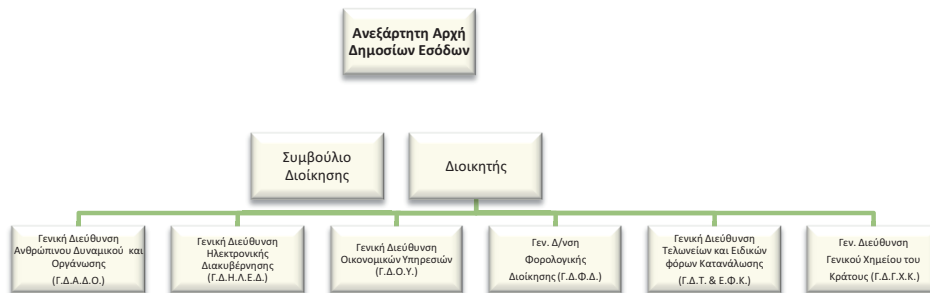 Ανεξάρτητη Αρχή
Δημοσίων Εσόδων
Συμβούλιο
Διοίκησης
Διοικητής
Γενική Διεύθυνση
Ανθρώπινου Δυναμικού και
Οργάνωσης
(Γ.Δ.Α.Δ.Ο.)
Γενική Διεύθυνση
Ηλεκτρονικής
Διακυβέρνησης
(Γ.Δ.Η.Λ.Ε.Δ.)
Γενική Διεύθυνση
Οικονομικών Υπηρεσιών
(Γ.Δ.Ο.Υ.)
Γεν. Δ/νση
Φορολογικής
Διοίκησης (Γ.Δ.Φ.Δ.)
Γενική Διεύθυνση
Τελωνείων και Ειδικών
φόρων Κατανάλωσης
(Γ.Δ.Τ. & Ε.Φ.Κ.)
Γεν. Διεύθυνση
Γενικού Χημείου του
Κράτους (Γ.Δ.Γ.Χ.Κ.)